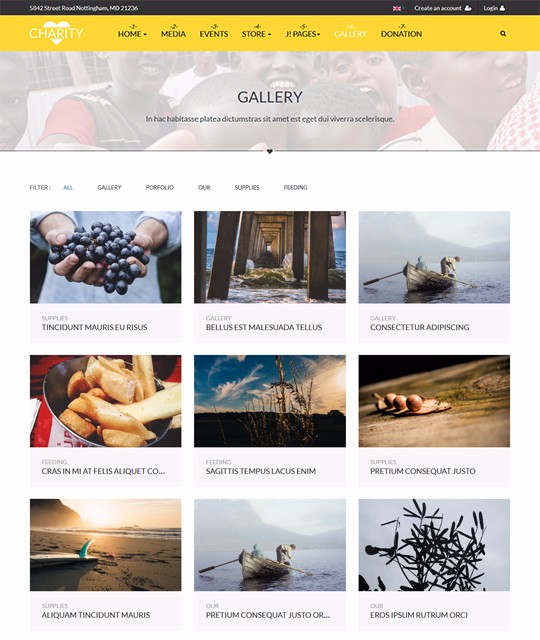 5842 Street Road Nottingham, MD 21236
Create an account
Login
CHARITY
-1- -2- -3- -4- -5- -6- -7-
HOME MEDIA EVENTS STORE J! PAGES GALLERY DONATION
GALLERY
In hac habitasse platea dictumstras sit amet est eget dui viverra scelerisque.
FILTER : ALL GALLERY PORFOLIO OUR SUPPLIES FEEDING
SUPPLIES
TINCIDUNT MAURIS EU RISUS
GALLERY
BELLUS EST MALESUADA TELLUS
GALLERY
CONSECTETUR ADIPISCING
FEEDING
CRAS IN MI AT FELIS ALIQUET CO...
FEEDING
SAGITTIS TEMPUS LACUS ENIM
SUPPLIES
PRETIUM CONSEQUAT JUSTO
SUPPLIES
ALIQUAM TINCIDUNT MAURIS
OUR
PRETIUM CONSEQUAT JUSTO OR...
OUR
EROS IPSUM RUTRUM ORCI